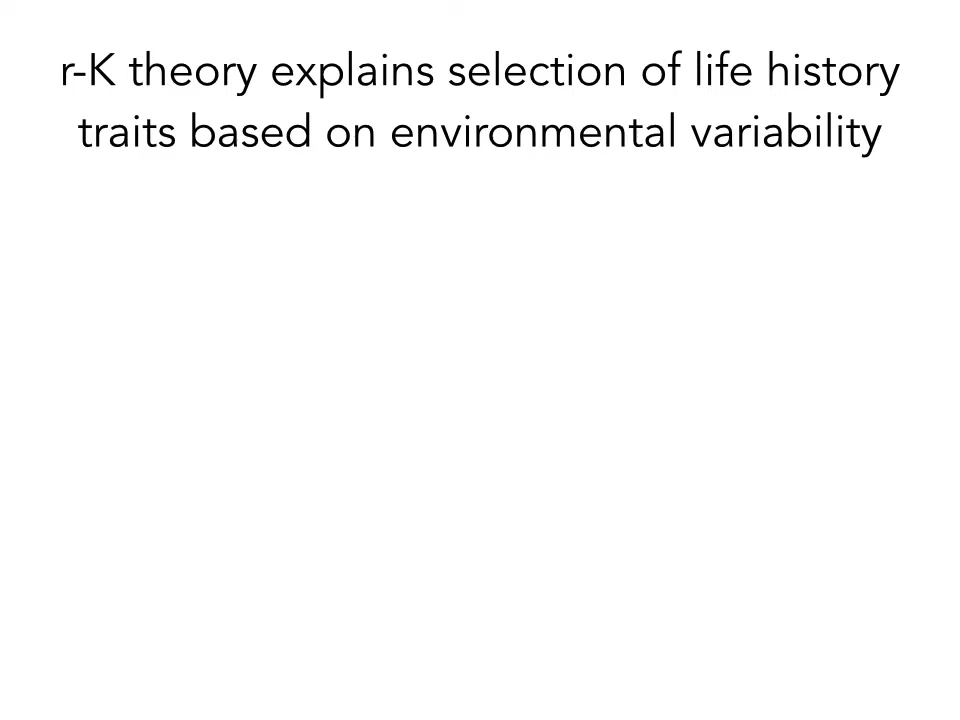 r-K theory explains selection of life history
traits based on environmental variability